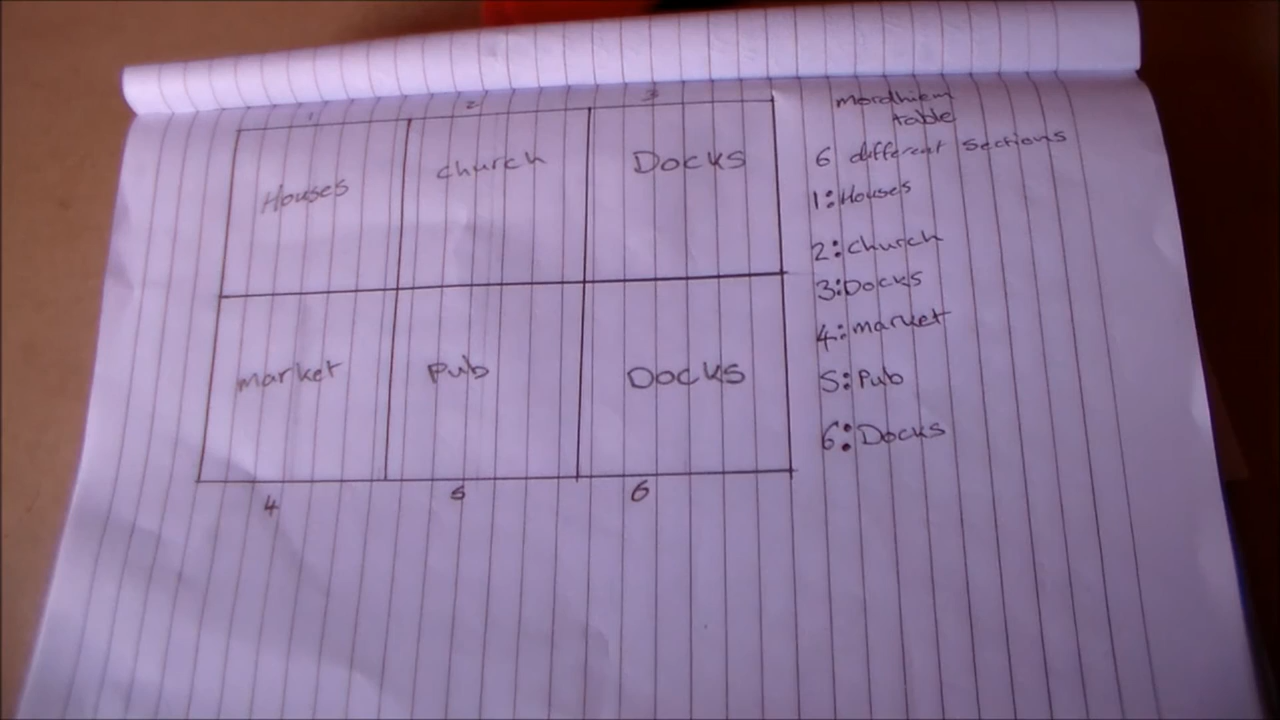 1
2
3
Houses
church
Docks
market
Pub
Docks
4
5
6
mordhiem
table
6 different sections
1:Houses
2:church
3:Docks
4:market
5:Pub
6:Docks